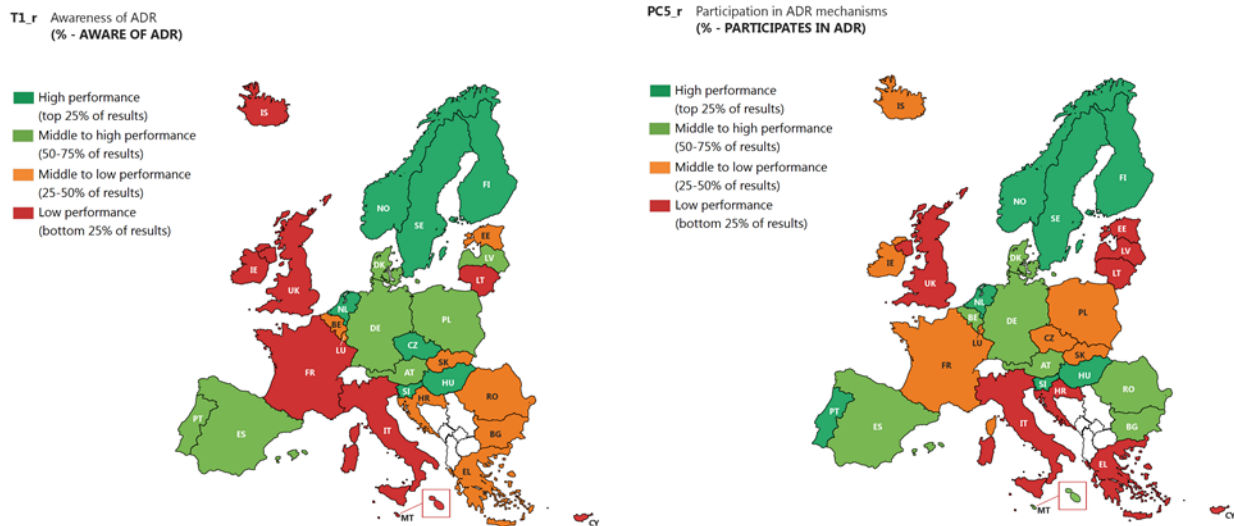 T1_r Awareness of ADR
(% - AWARE OF ADR)
High performance
(top 25% of results)
Middle to high performance
(50-75% of results)
Middle to low performance
(25-50% of results)
Low performance
(bottom 25% of results)
IS
FI
NO
SE
EE
LV
DK
LT
IE
UK
NL
PL
BE
DE
LU
CZ
SK
FR
AT
HU
SI
RO
HR
PT
BG
ES
IT
EL
MT
CY
PC5_r Participation in ADR mechanisms
(% - PARTICIPATES IN ADR)
High performance
(top 25% of results)
Middle to high performance
(50-75% of results)
Middle to low performance
(25-50% of results)
Low performance
(bottom 25% of results)
IS
FI
NO
SE
EE
LV
DK
LT
IE
UK
NL
PL
BE
DE
LU
CZ
SK
FR
AT
HU
SI
RO
HR
PT
BG
ES
IT
EL
MT
CY